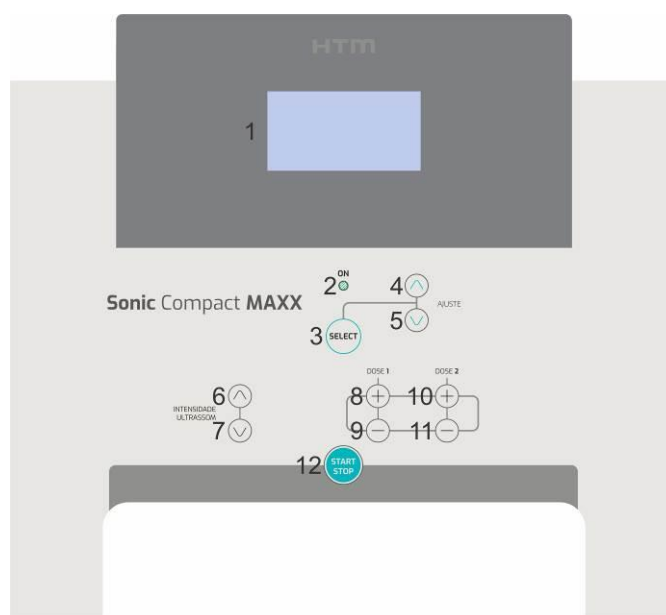 HTM
1
ON
2
4
Sonic Compact MAXX
AJUSTE
3 SELECT
5
DOSE 1 DOSE 2
6
8 + 10 +
INTENSIDADE
ULTRASSOM
7
9 - 11 -
12 START
STOP